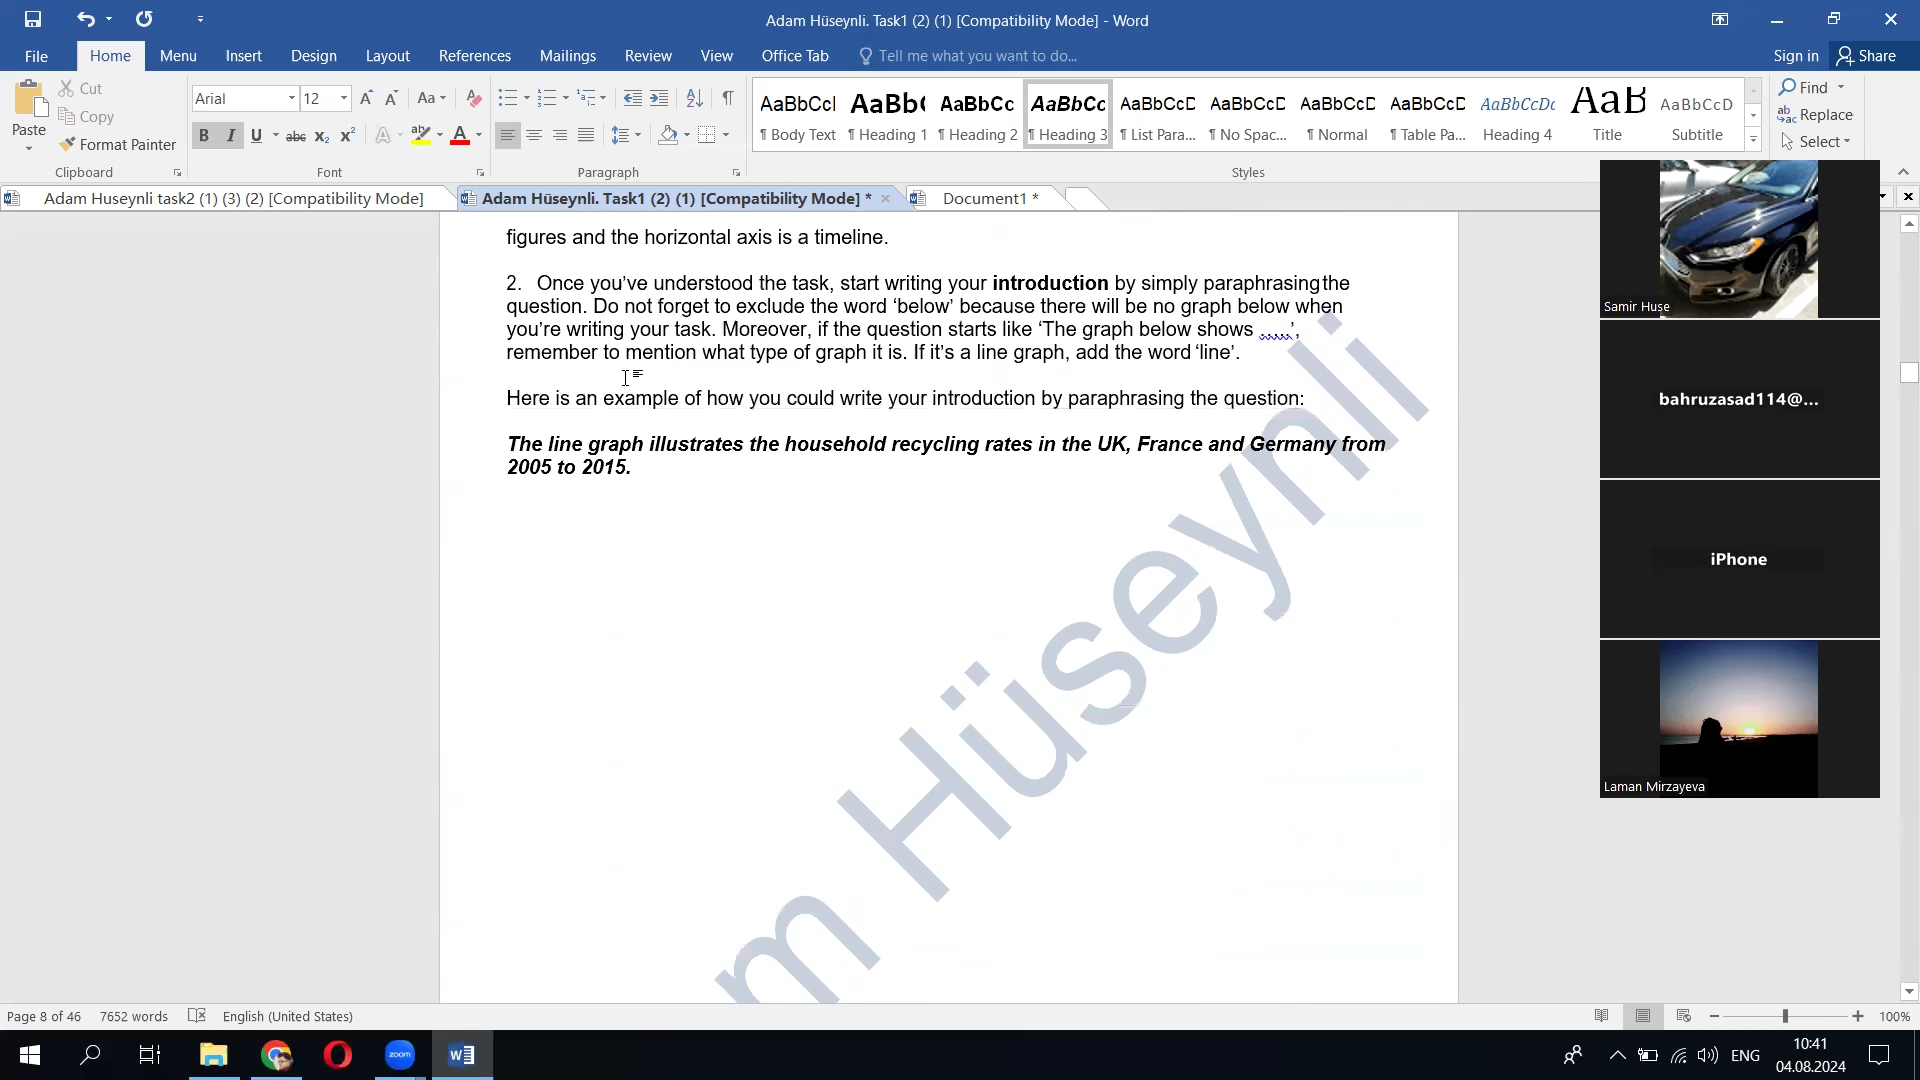 Adam Hüseynli. Task1 (2) (1) [Compatibility Mode] - Word
File Home Menu Insert Design Layout References Mailings Review View Office Tab Tell me what you want to do... Sign in Share
Paste
Cut
Copy
Format Painter
Clipboard
Arial 12
Font
Paragraph
AaBbCcI AaBb( AaBbCc AaBbCc AaBbCcD AaBbCcD AaBbCcD AaBbCcD AaBbCcDc AaB AaBbCcD
¶ Body Text ¶ Heading 1 ¶ Heading 2 ¶ Heading 3 ¶ List Para... ¶ No Spac... ¶ Normal ¶ Table Pa... Heading 4 Title Subtitle
Styles
Find
Replace
Select
Adam Huseynli task2 (1) (3) (2) [Compatibility Mode] Adam Hüseynli. Task1 (2) (1) [Compatibility Mode] * Document1 *
figures and the horizontal axis is a timeline.
2. Once you’ve understood the task, start writing your introduction by simply paraphrasing the
question. Do not forget to exclude the word ‘below’ because there will be no graph below when
you’re writing your task. Moreover, if the question starts like ‘The graph below shows .....’,
remember to mention what type of graph it is. If it’s a line graph, add the word ‘line’.
Here is an example of how you could write your introduction by paraphrasing the question:
The line graph illustrates the household recycling rates in the UK, France and Germany from
2005 to 2015.
m Hüseynli
Samir Huse
bahruzasad114@...
iPhone
Laman Mirzayeva
Page 8 of 46 7652 words English (United States) 100%
zoom
ENG
10:41
04.08.2024